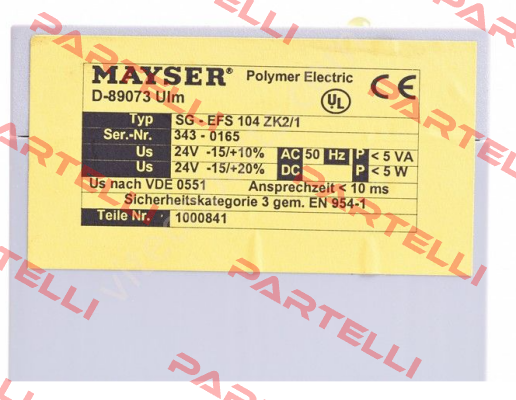 MAYSER® Polymer Electric
D-89073 Ulm
UL
CE
Typ SG - EFS 104 ZK2/1
Ser.-Nr. 343 - 0165
Us 24V -15/+10% AC 50 Hz P < 5 VA
Us 24V -15/+20% DC P < 5 W
Us nach VDE 0551 Ansprechzeit < 10 ms
Sicherheitskategorie 3 gem. EN 954-1
Teile Nr. 1000841
PARTELLI
PARTELLI
PARTELLI
PARTELLI